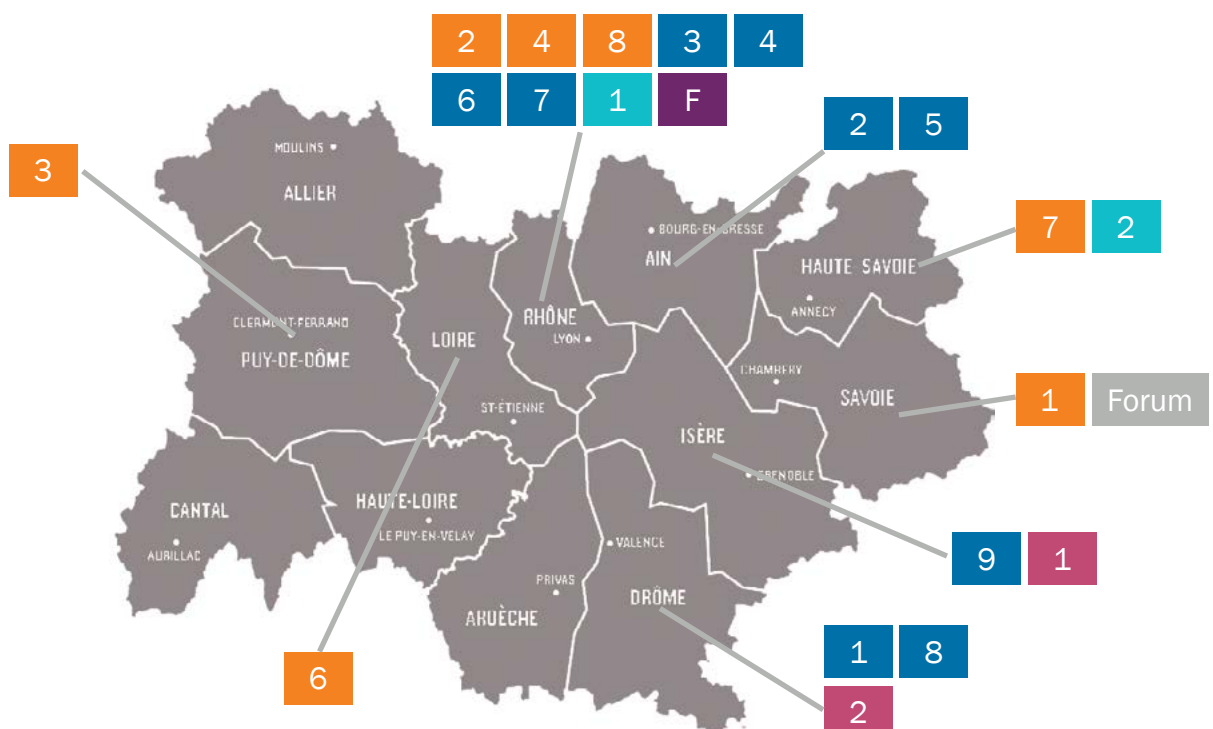 2 4 8 3 4
6 7 1 F
2 5
3
MOULINS
ALLIER
7 2
BOURG-EN-BRESSE
AIN
HAUTE SAVOIE
ANNECY
CLERMONT-FERRAND
PUY-DE-DÔME
LOIRE
RHÔNE
LYON
CHAMBERY
SAVOIE
1 Forum
ST-ÉTIENNE
ISÈRE
GRENOBLE
CANTAL
AURILLAC
HAUTE-LOIRE
LE PUY-EN-VELAY
VALENCE
9 1
PRIVAS
ARUÈCHE
DRÔME
1 8
2
6